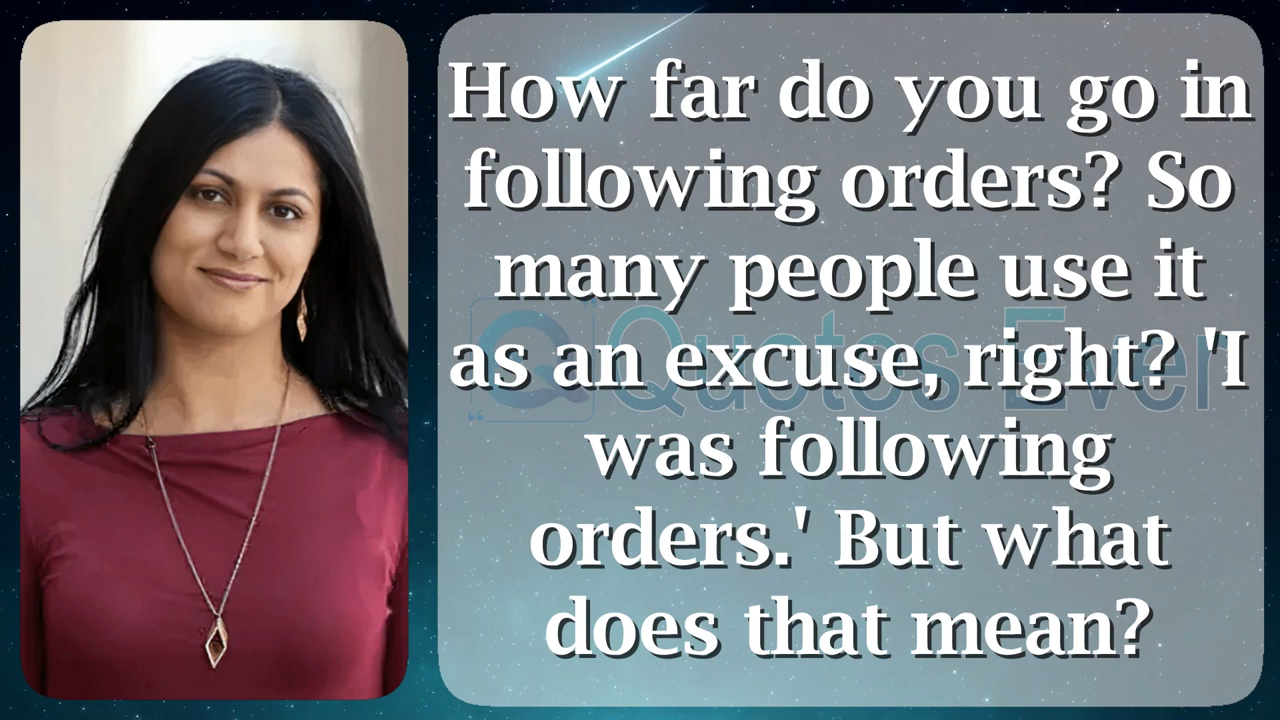 How far do you go in
following orders? So
many people use it
as an excuse, right? 'I
was following
orders.' But what
does that mean?
Quotes Ever